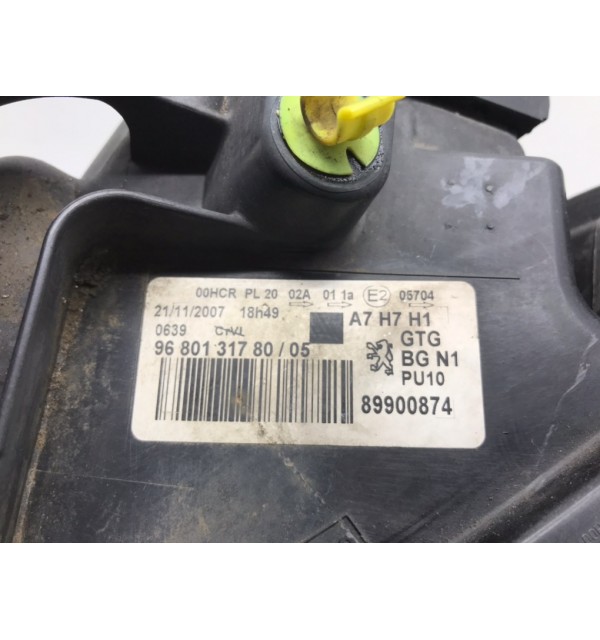 00HCR PL 20 02A 01 1a E2 05704
21/11/2007 18h49
A7 H7 H1
0639
GTG
96 801 317 80 / 05
BG N1
PU10
89900874